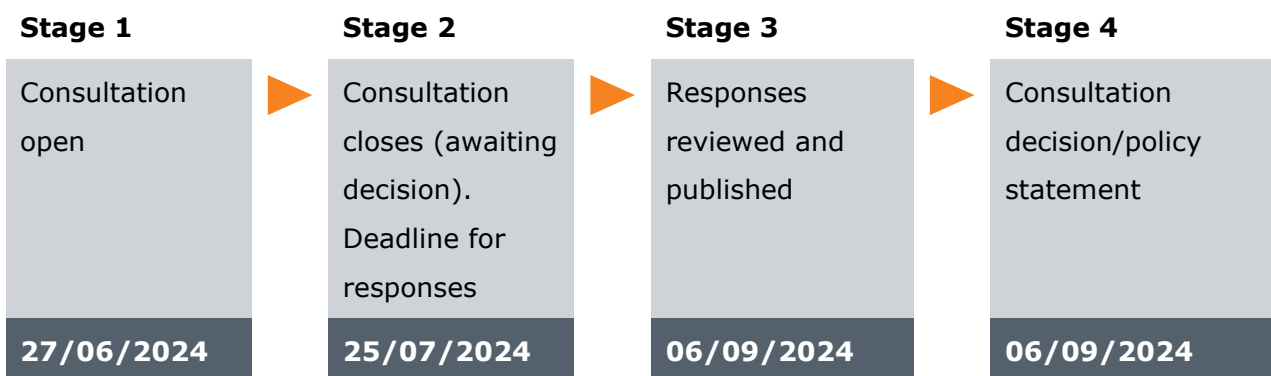 Stage 1
Consultation
open
27/06/2024
Stage 2
Consultation
closes (awaiting
decision).
Deadline for
responses
25/07/2024
Stage 3
Responses
reviewed and
published
06/09/2024
Stage 4
Consultation
decision/policy
statement
06/09/2024